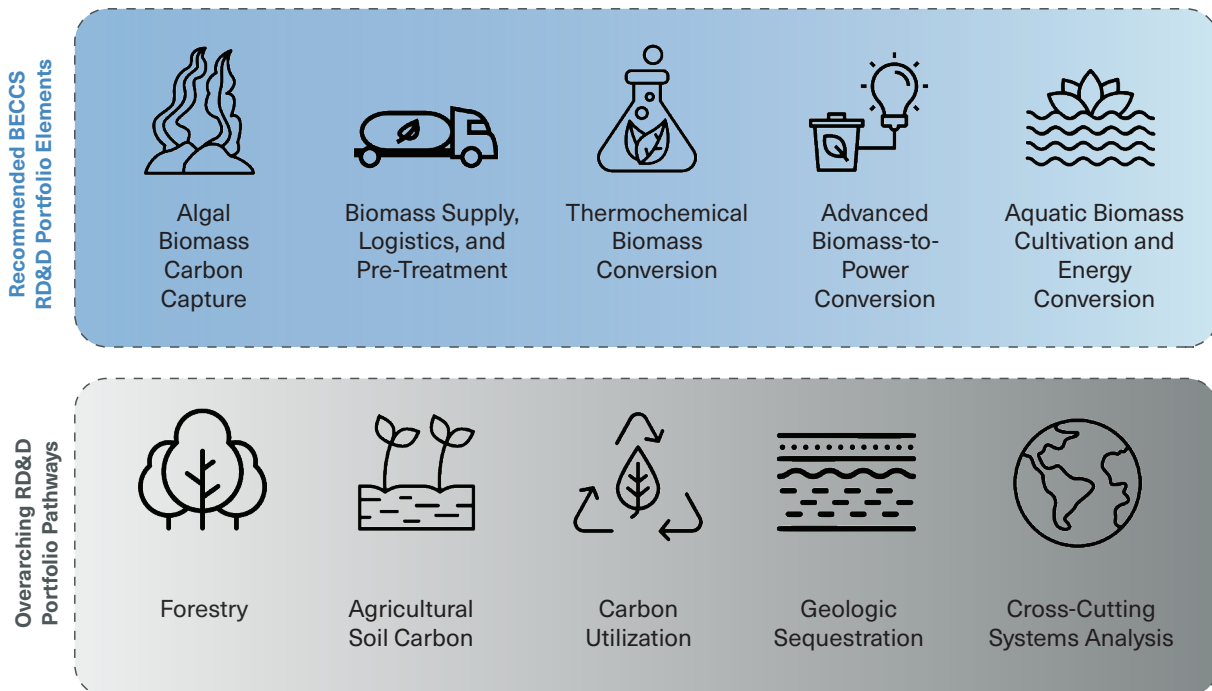 Recommended BECCS
RD&D Portfolio Elements
Algal
Biomass
Carbon
Capture
Biomass Supply,
Logistics, and
Pre-Treatment
Thermochemical
Biomass
Conversion
Advanced
Biomass-to-
Power
Conversion
Aquatic Biomass
Cultivation and
Energy
Conversion
Overarching RD&D
Portfolio Pathways
Forestry
Agricultural
Soil Carbon
Carbon
Utilization
Geologic
Sequestration
Cross-Cutting
Systems Analysis